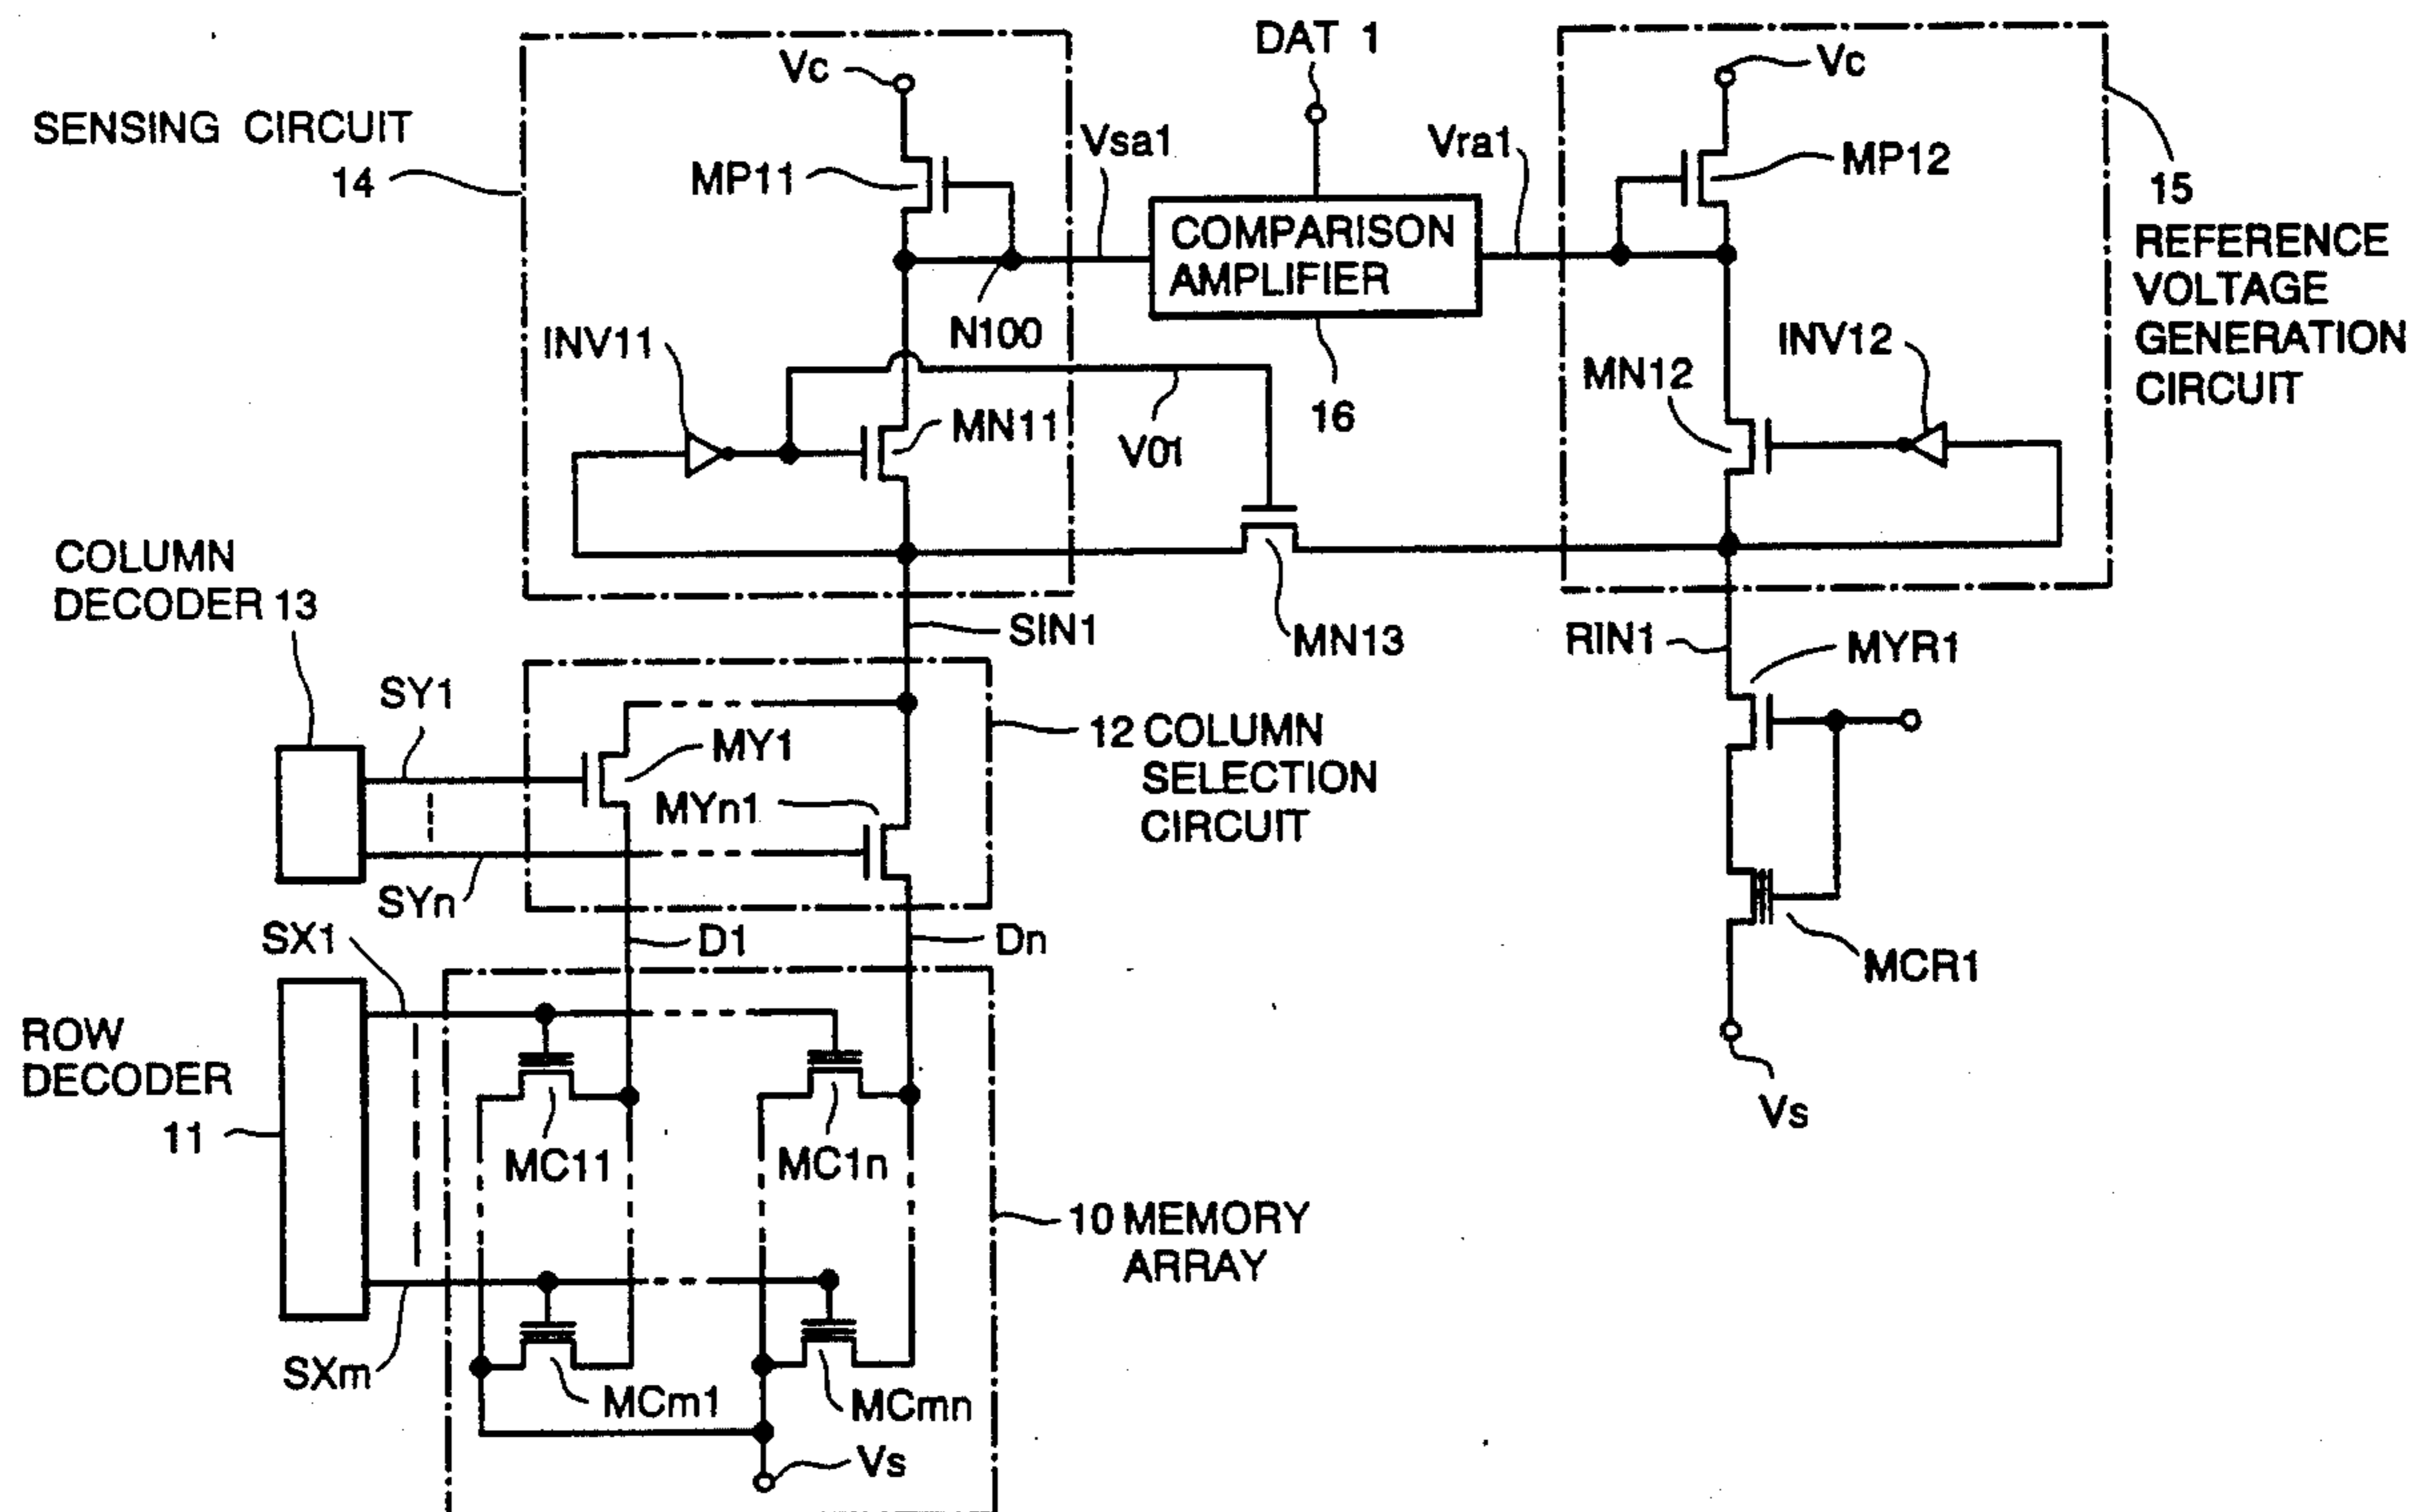 DAT 1
Vc
Vc
SENSING CIRCUIT
14
MP11
Vsa1
Vra1
MP12
15
REFERENCE
VOLTAGE
GENERATION
CIRCUIT
COMPARISON
AMPLIFIER
N100
INV11
INV12
MN12
16
MN11
V01
COLUMN
DECODER 13
SIN1
MN13
RIN1
MYR1
SY1
MY1
12 COLUMN
SELECTION
CIRCUIT
MYn1
SYn
SX1
D1
Dn
MCR1
ROW
DECODER
11
Vs
MC11
MC1n
10 MEMORY
ARRAY
SXm
MCm1
MCmn
Vs